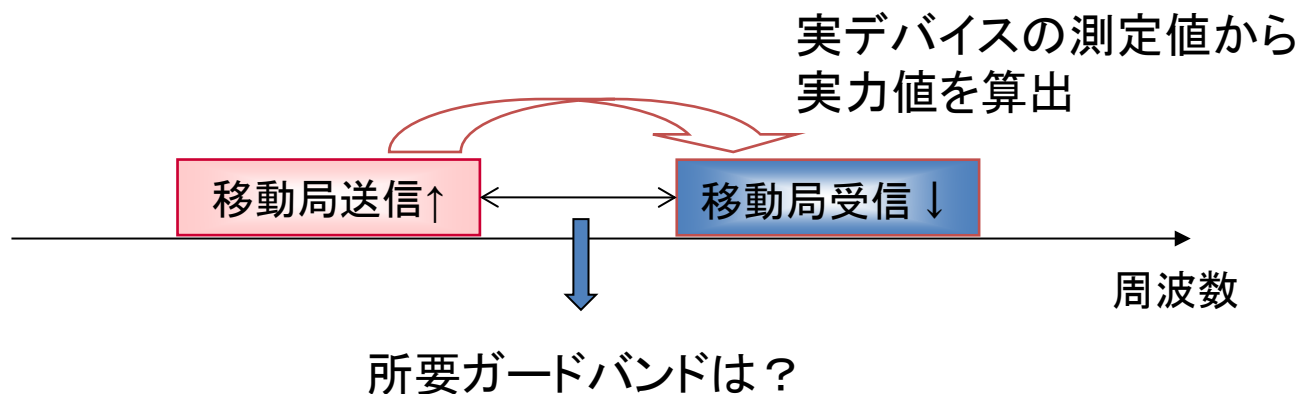 実デバイスの測定値から
実力値を算出
移動局送信↑
移動局受信↓
周波数
所要ガードバンドは？